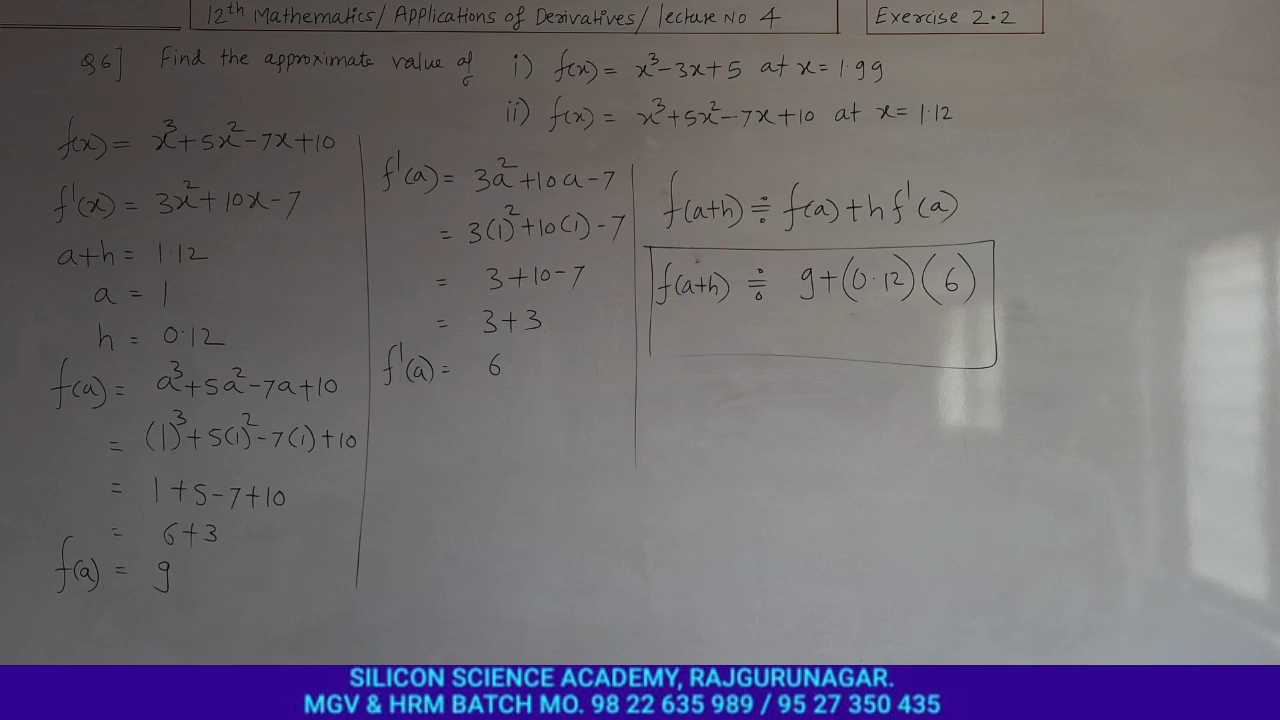 12th Mathematics/ Applications of Derivatives/ lecture No 4
Exercise 2.2
Q6] Find the approximate value of i) f(x) = x³-3x+5 at x=1.99
ii) f(x) = x³+5x²-7x+10 at x=1.12
f(x) = x³+5x²-7x+10
f'(x) = 3x²+10x-7
a+h = 1.12
a = 1
h = 0.12
f(a) = a³+5a²-7a+10
= (1)³+5(1)²-7(1)+10
= 1+5-7+10
= 6+3
f(a) = 9
f'(a) = 3a²+10a-7
= 3(1)²+10(1)-7
= 3+10-7
= 3+3
f'(a) = 6
f(a+h) ≑ f(a)+h f'(a)
f(a+h) ≑ 9+(0.12)(6)
SILICON SCIENCE ACADEMY, RAJGURUNAGAR.
MGV & HRM BATCH MO. 98 22 635 989 / 95 27 350 435